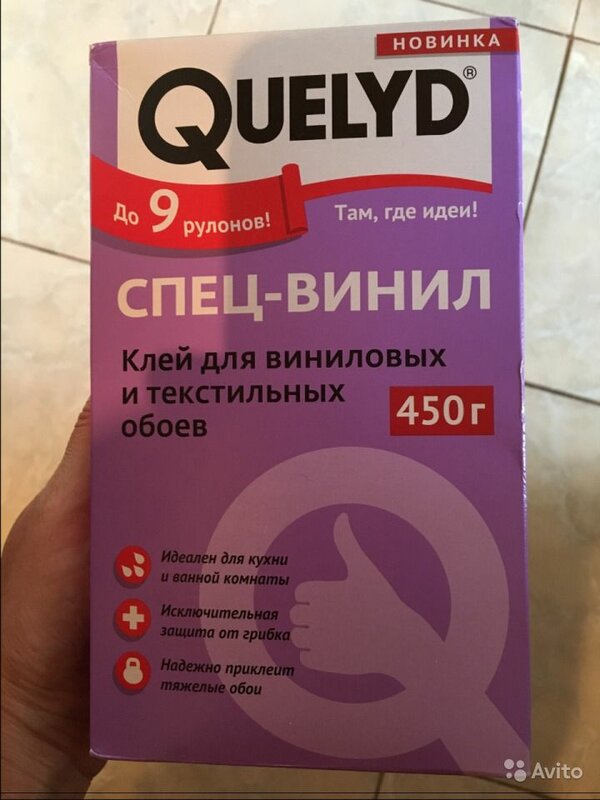 НОВИНКА
QUELYD®
До 9 рулонов!
Там, где идеи!
СПЕЦ-ВИНИЛ
Клей для виниловых
и текстильных
обоев
450 г
Идеален для кухни
и ванной комнаты
Исключительная
защита от грибка
Надежно приклеит
тяжелые обои
Avito